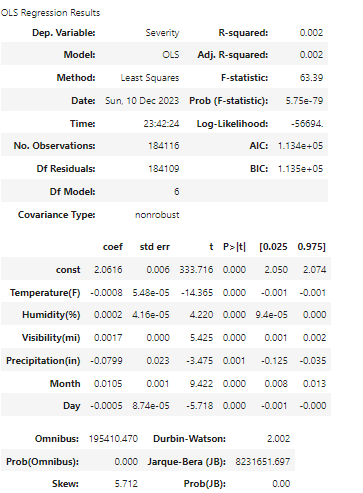 OLS Regression Results
Dep. Variable: Severity R-squared: 0.002
Model: OLS Adj. R-squared: 0.002
Method: Least Squares F-statistic: 63.39
Date: Sun, 10 Dec 2023 Prob (F-statistic): 5.75e-79
Time: 23:42:24 Log-Likelihood: -56694.
No. Observations: 184116 AIC: 1.134e+05
Df Residuals: 184109 BIC: 1.135e+05
Df Model: 6
Covariance Type: nonrobust
coef std err t P>|t| [0.025 0.975]
const 2.0616 0.006 333.716 0.000 2.050 2.074
Temperature(F) -0.0008 5.48e-05 -14.365 0.000 -0.001 -0.001
Humidity(%) 0.0002 4.16e-05 4.220 0.000 9.4e-05 0.000
Visibility(mi) 0.0017 0.000 5.425 0.000 0.001 0.002
Precipitation(in) -0.0799 0.023 -3.475 0.001 -0.125 -0.035
Month 0.0105 0.001 9.422 0.000 0.008 0.013
Day -0.0005 8.74e-05 -5.718 0.000 -0.001 -0.000
Omnibus: 195410.470 Durbin-Watson: 2.002
Prob(Omnibus): 0.000 Jarque-Bera (JB): 8231651.697
Skew: 5.712 Prob(JB): 0.00